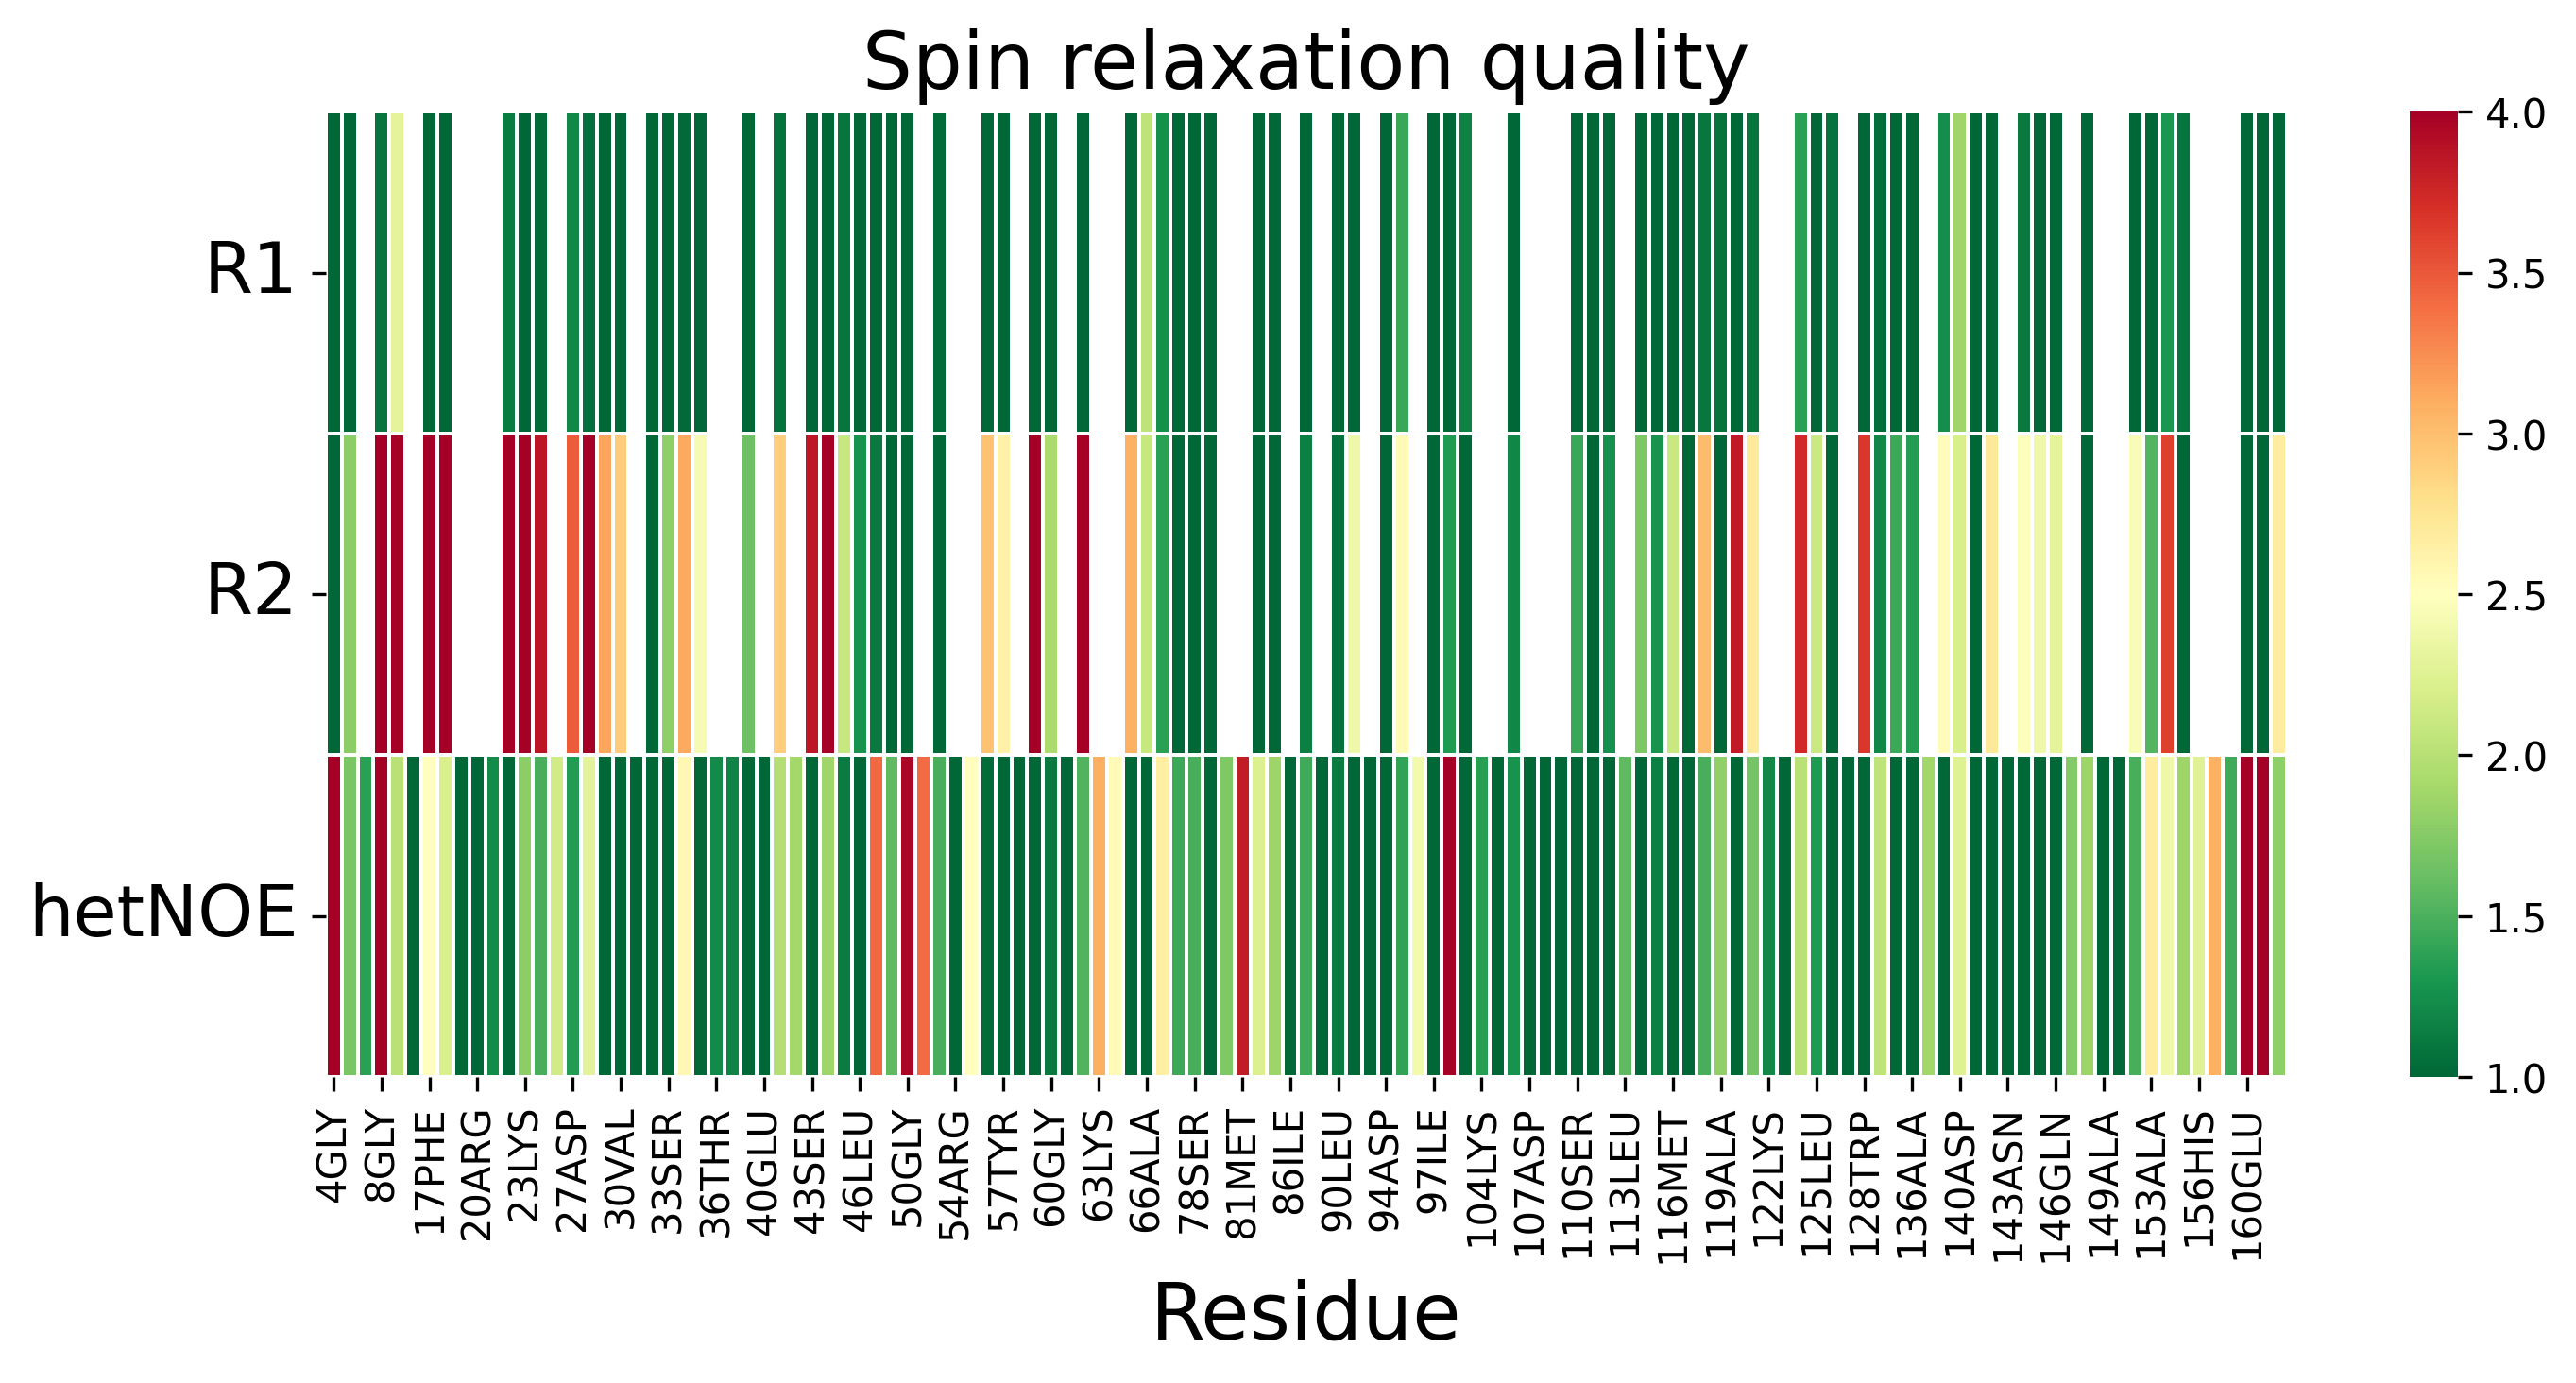 Spin relaxation quality
R1
R2
hetNOE
4GLY
8GLY
17PHE
20ARG
23LYS
27ASP
30VAL
33SER
36THR
40GLU
43SER
46LEU
50GLY
54ARG
57TYR
60GLY
63LYS
66ALA
78SER
81MET
86ILE
90LEU
94ASP
97ILE
104LYS
107ASP
110SER
113LEU
116MET
119ALA
122LYS
125LEU
128TRP
136ALA
140ASP
143ASN
146GLN
149ALA
153ALA
156HIS
160GLU
Residue
4.0
3.5
3.0
2.5
2.0
1.5
1.0